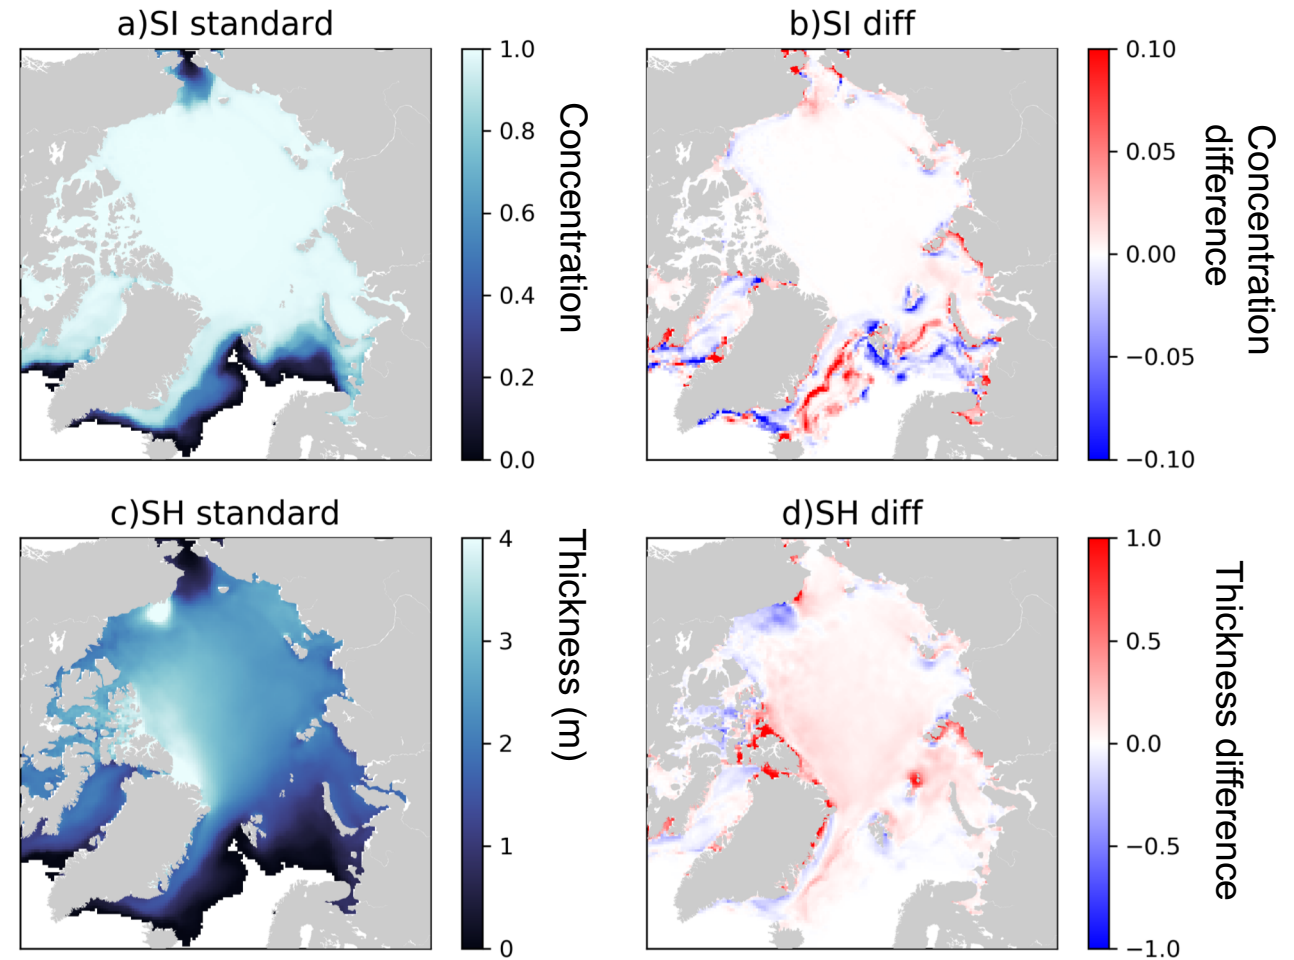 a)SI standard
1.0
0.8
0.6
0.4
0.2
0.0
Concentration
b)SI diff
0.10
0.05
0.00
−0.05
−0.10
Concentration
difference
c)SH standard
4
3
2
1
0
Thickness (m)
d)SH diff
1.0
0.5
0.0
−0.5
−1.0
Thickness difference